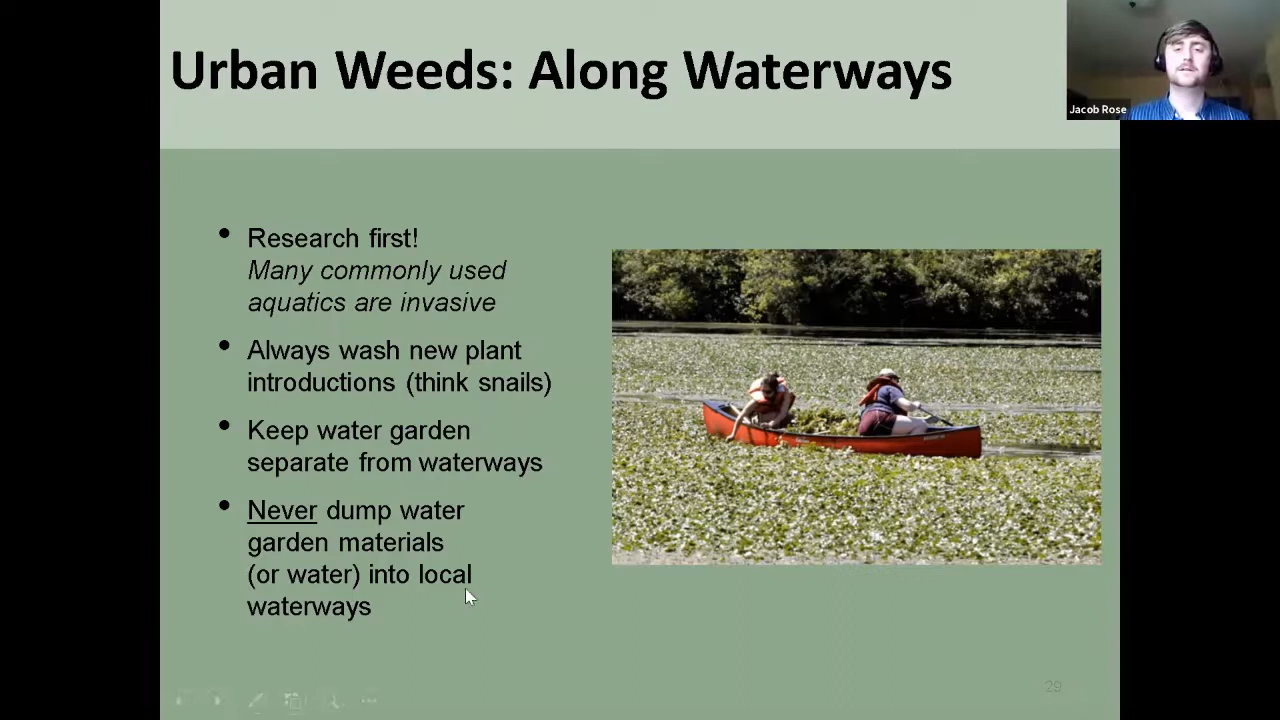 Urban Weeds: Along Waterways
Jacob Rose
• Research first!
Many commonly used
aquatics are invasive
• Always wash new plant
introductions (think snails)
• Keep water garden
separate from waterways
• Never dump water
garden materials
(or water) into local
waterways
29